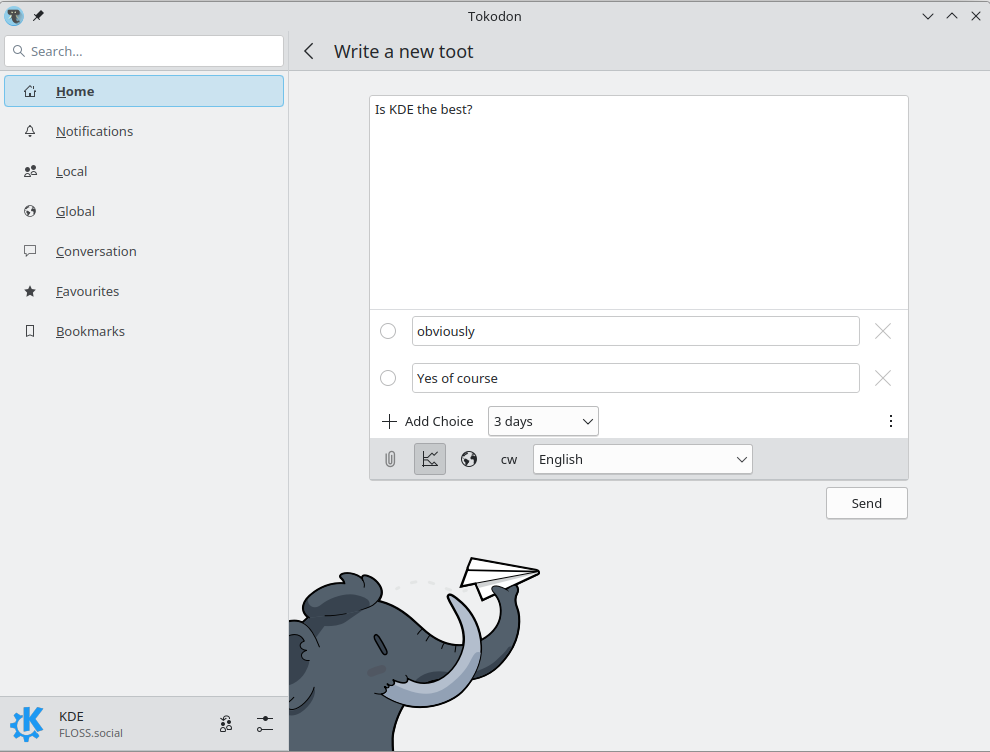 Tokodon
Search...
Write a new toot
Home
Notifications
Local
Global
Conversation
Favourites
Bookmarks
Is KDE the best?
obviously
Yes of course
Add Choice
3 days
cw
English
Send
KDE
FLOSS.social